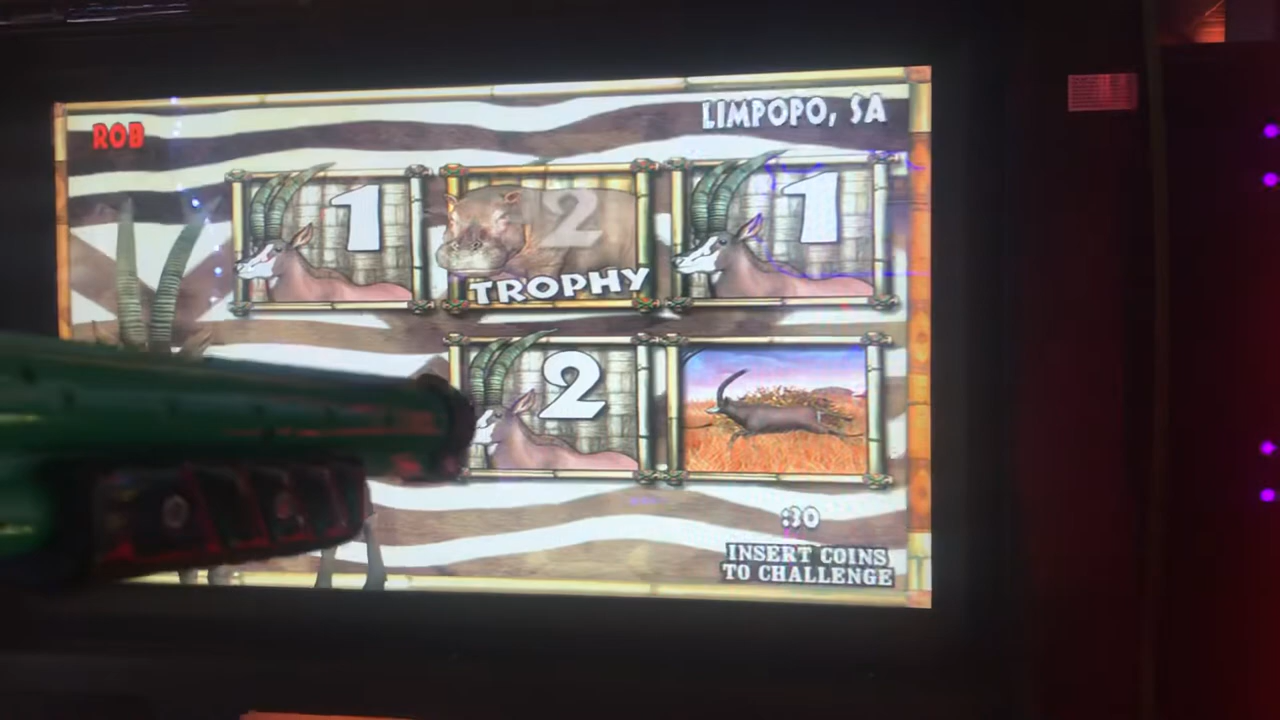 ROB
LIMPOPO, SA
1
2
1
TROPHY
2
:30
INSERT COINS
TO CHALLENGE